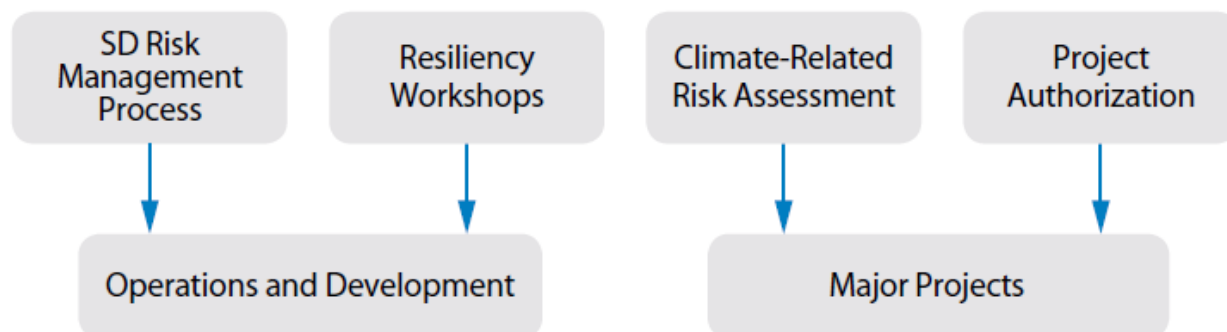 SD Risk
Management
Process
Resiliency
Workshops
Climate-Related
Risk Assessment
Project
Authorization
Operations and Development
Major Projects